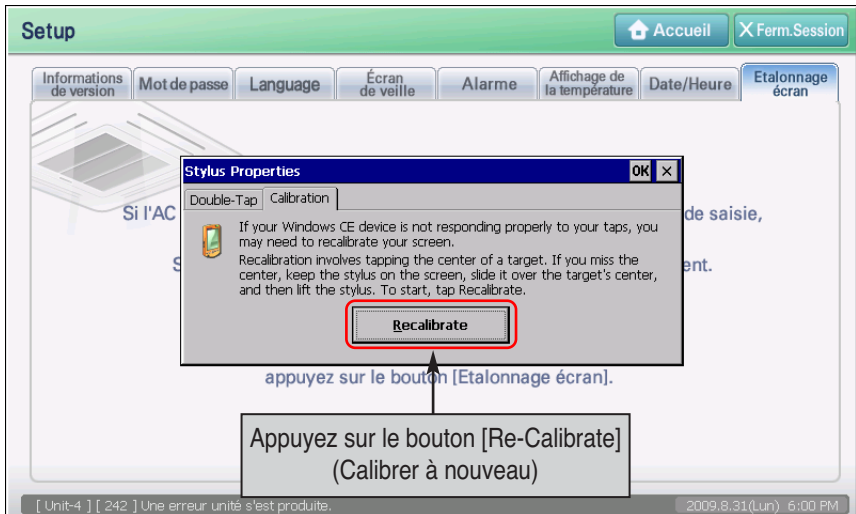 Setup
Accueil
X Ferm.Session
Informations
de version
Mot de passe
Language
Écran
de veille
Alarme
Affichage de
la température
Date/Heure
Etalonnage
écran
Stylus Properties
OK ×
Double-Tap
Calibration
Si l'AC
de saisie,
If your Windows CE device is not responding properly to your taps, you
may need to recalibrate your screen.
Recalibration involves tapping the center of a target. If you miss the
center, keep the stylus on the screen, slide it over the target's center,
and then lift the stylus. To start, tap Recalibrate.
S
ent.
Recalibrate
appuyez sur le bouton [Etalonnage écran].
Appuyez sur le bouton [Re-Calibrate]
(Calibrer à nouveau)
[ Unit-4 ] [ 242 ] Une erreur unité s'est produite.
2009.8.31(Lun) 6:00 PM